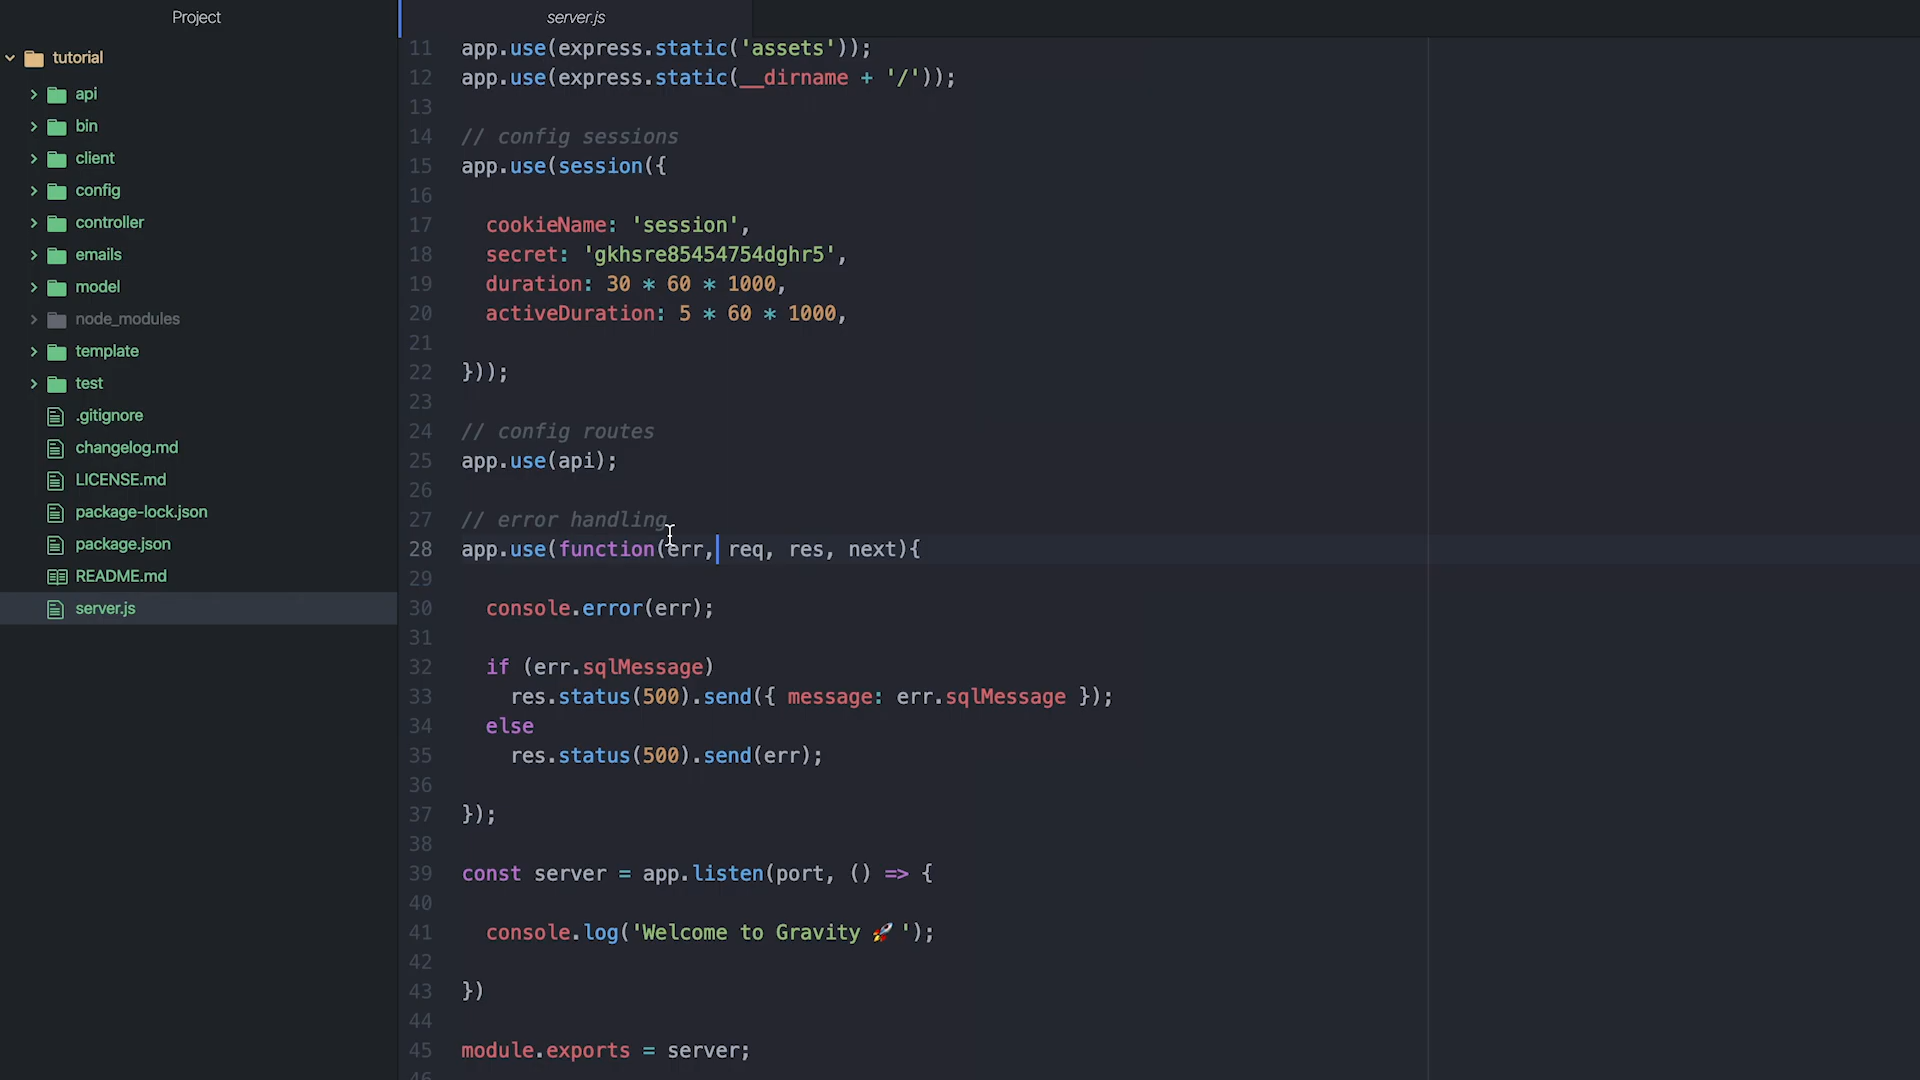 Project
tutorial
api
bin
client
config
controller
emails
model
node_modules
template
test
.gitignore
changelog.md
LICENSE.md
package-lock.json
package.json
README.md
server.js
server.js
11 app.use(express.static('assets'));
12 app.use(express.static(__dirname + '/'));
13
14 // config sessions
15 app.use(session({
16
17   cookieName: 'session',
18   secret: 'gkhsre85454754dghr5',
19   duration: 30 * 60 * 1000,
20   activeDuration: 5 * 60 * 1000,
21
22 }));
23
24 // config routes
25 app.use(api);
26
27 // error handling
28 app.use(function(err, req, res, next){
29
30   console.error(err);
31
32   if (err.sqlMessage)
33     res.status(500).send({ message: err.sqlMessage });
34   else
35     res.status(500).send(err);
36
37 });
38
39 const server = app.listen(port, () => {
40
41   console.log('Welcome to Gravity 🚀 ');
42
43 })
44
45 module.exports = server;
46